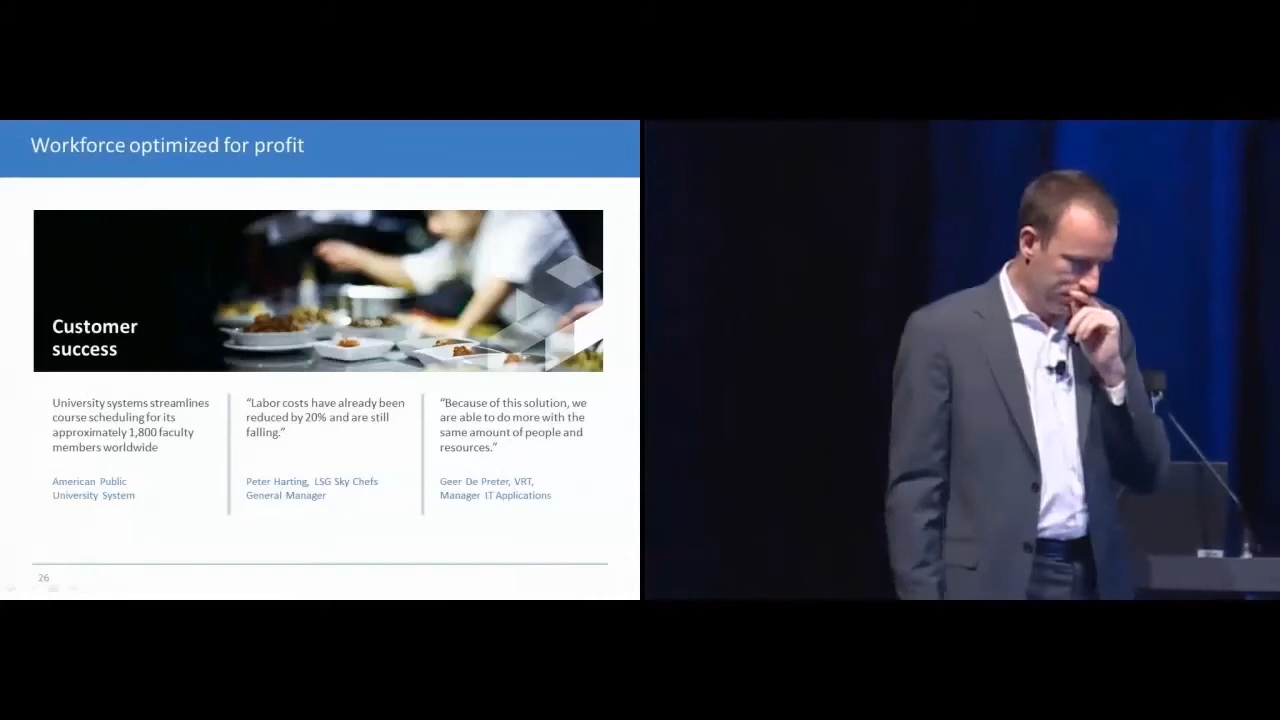 Workforce optimized for profit
Customer
success
University systems streamlines
course scheduling for its
approximately 1,800 faculty
members worldwide
American Public
University System
“Labor costs have already been
reduced by 20% and are still
falling.”
Peter Harting, LSG Sky Chefs
General Manager
“Because of this solution, we
are able to do more with the
same amount of people and
resources.”
Geer De Preter, VRT,
Manager IT Applications
26